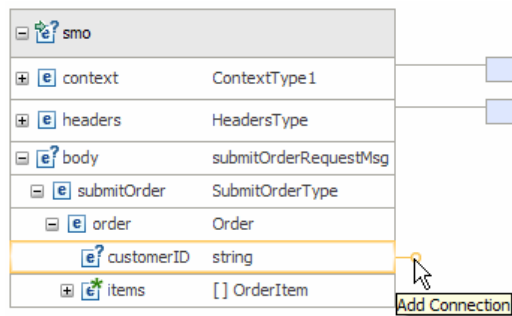 smo
context ContextType1
headers HeadersType
body submitOrderRequestMsg
submitOrder SubmitOrderType
order Order
customerID string
items [ ] OrderItem
Add Connection